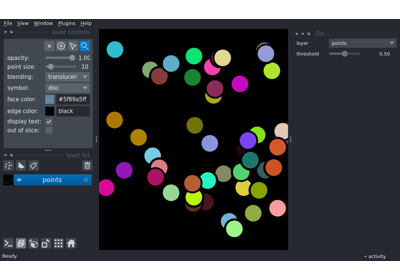 File View Window Plugins Help
layer controls
opacity: 1.00
point size: 10
blending: translucen
symbol: disc
face color: #5f89a5ff
edge color: black
display text:
out of slice:
layer list
points
layer points
threshold 0.50
Ready
activity